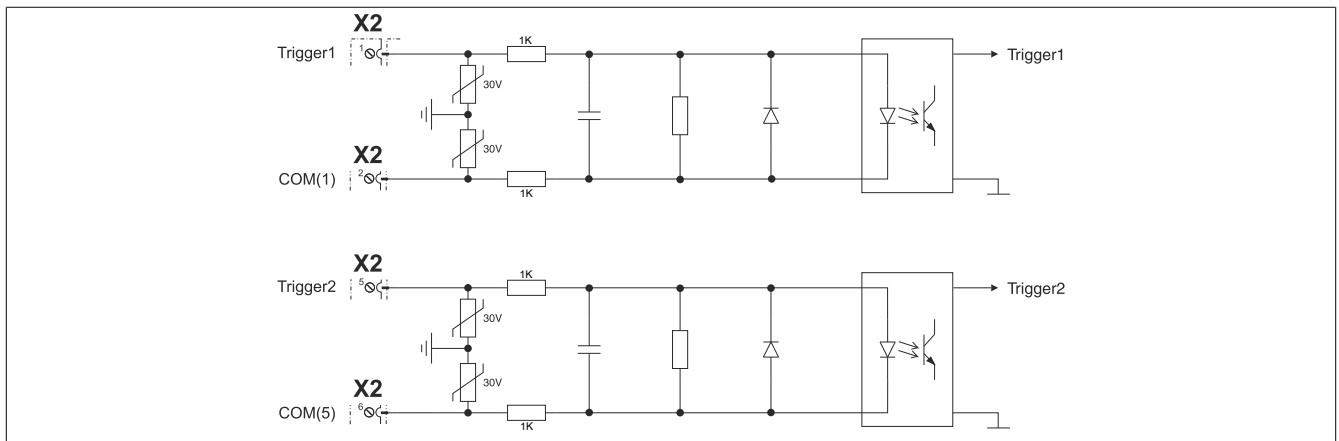 X2
Trigger1
1
1K
Trigger1
30V
30V
X2
COM(1)
2
1K
X2
Trigger2
5
1K
Trigger2
30V
30V
X2
COM(5)
6
1K